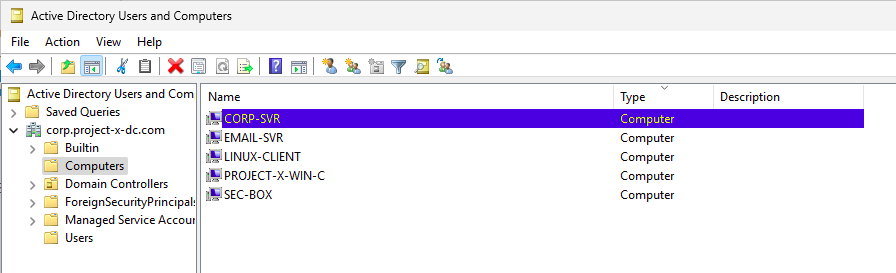 Active Directory Users and Computers
File Action View Help
Active Directory Users and Com
Saved Queries
corp.project-x-dc.com
Builtin
Computers
Domain Controllers
ForeignSecurityPrincipals
Managed Service Accour
Users
Name Type Description
CORP-SVR Computer
EMAIL-SVR Computer
LINUX-CLIENT Computer
PROJECT-X-WIN-C Computer
SEC-BOX Computer